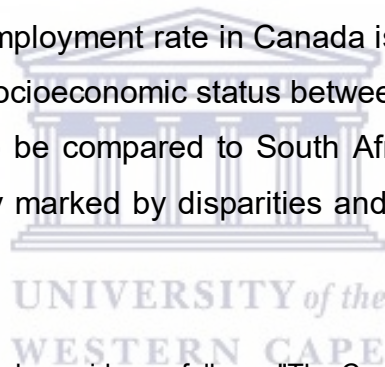 mployment rate in Canada is
ocioeconomic status betwee
be compared to South Afr
marked by disparities and
UNIVERSITY of the
WESTERN CAPE